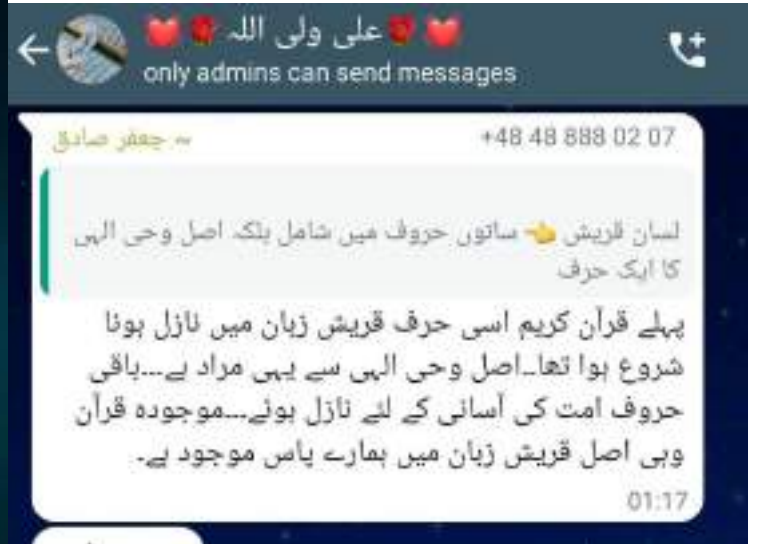 ❤️🌹علی ولی اللہ 🌹❤️
only admins can send messages
~ جعفر صادق
+48 48 888 02 07
لسان قریش 👈 ساتوں حروف میں شامل بلکہ اصل وحی الہی
کا ایک حرف
پہلے قرآن کریم اسی حرف قریش زبان میں نازل ہونا
شروع ہوا تھا۔اصل وحی الہی سے یہی مراد ہے۔۔۔باقی
حروف امت کی آسانی کے لئے نازل ہوئے۔۔۔موجودہ قرآن
وہی اصل قریش زبان میں ہمارے پاس موجود ہے۔
01:17